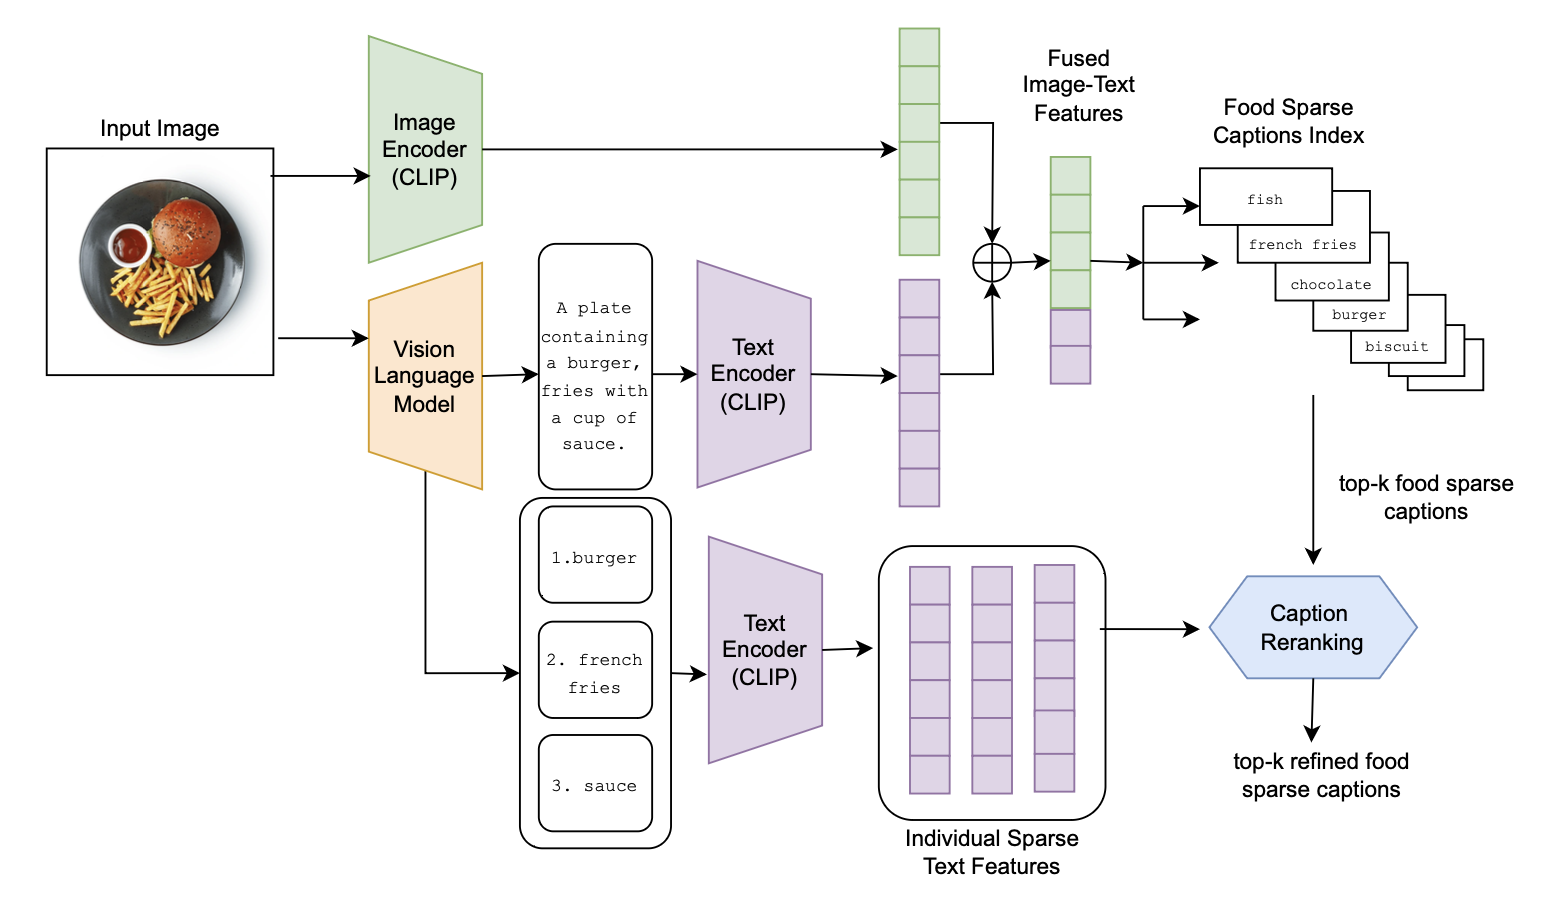 Input Image
Image
Encoder
(CLIP)
Vision
Language
Model
A plate
containing
a burger,
fries with
a cup of
sauce.
Text
Encoder
(CLIP)
Fused
Image-Text
Features
Food Sparse
Captions Index
fish
french fries
chocolate
burger
biscuit
top-k food sparse
captions
1.burger
2. french
fries
3. sauce
Text
Encoder
(CLIP)
Individual Sparse
Text Features
Caption
Reranking
top-k refined food
sparse captions